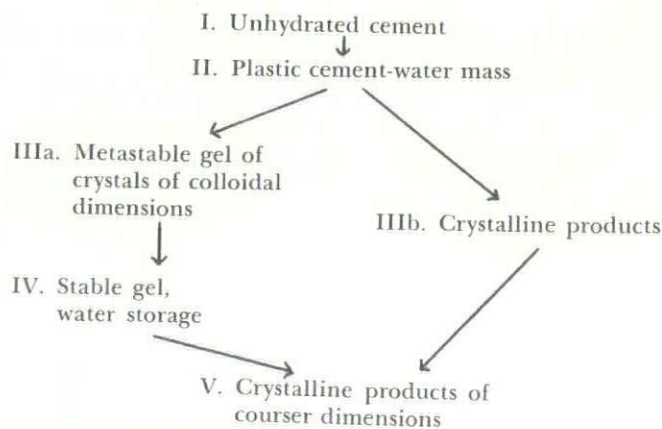 I. Unhydrated cement
II. Plastic cement-water mass
IIIa. Metastable gel of
crystals of colloidal
dimensions
IIIb. Crystalline products
IV. Stable gel,
water storage
V. Crystalline products of
courser dimensions